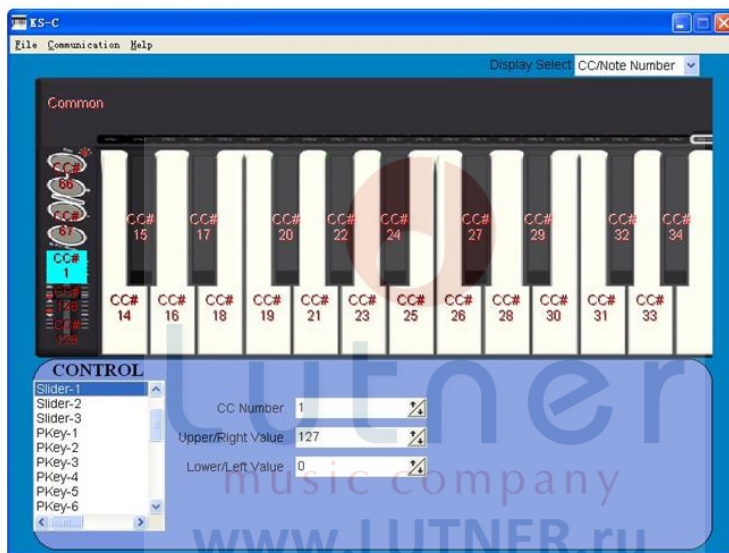 KS-C
File Communication Help
Display Select CC/Note Number
Common
CC# 66
CC# 67
CC# 1
CC# 129
CC# 15 CC# 17 CC# 20 CC# 22 CC# 24 CC# 27 CC# 29 CC# 32 CC# 34
CC# 14 CC# 16 CC# 18 CC# 19 CC# 21 CC# 23 CC# 25 CC# 26 CC# 28 CC# 30 CC# 31 CC# 33
CONTROL
Slider-1
Slider-2
Slider-3
PKey-1
PKey-2
PKey-3
PKey-4
PKey-5
PKey-6
CC Number 1
Upper/Right Value 127
Lower/Left Value 0
Lutner
music company
www.LUTNER.ru